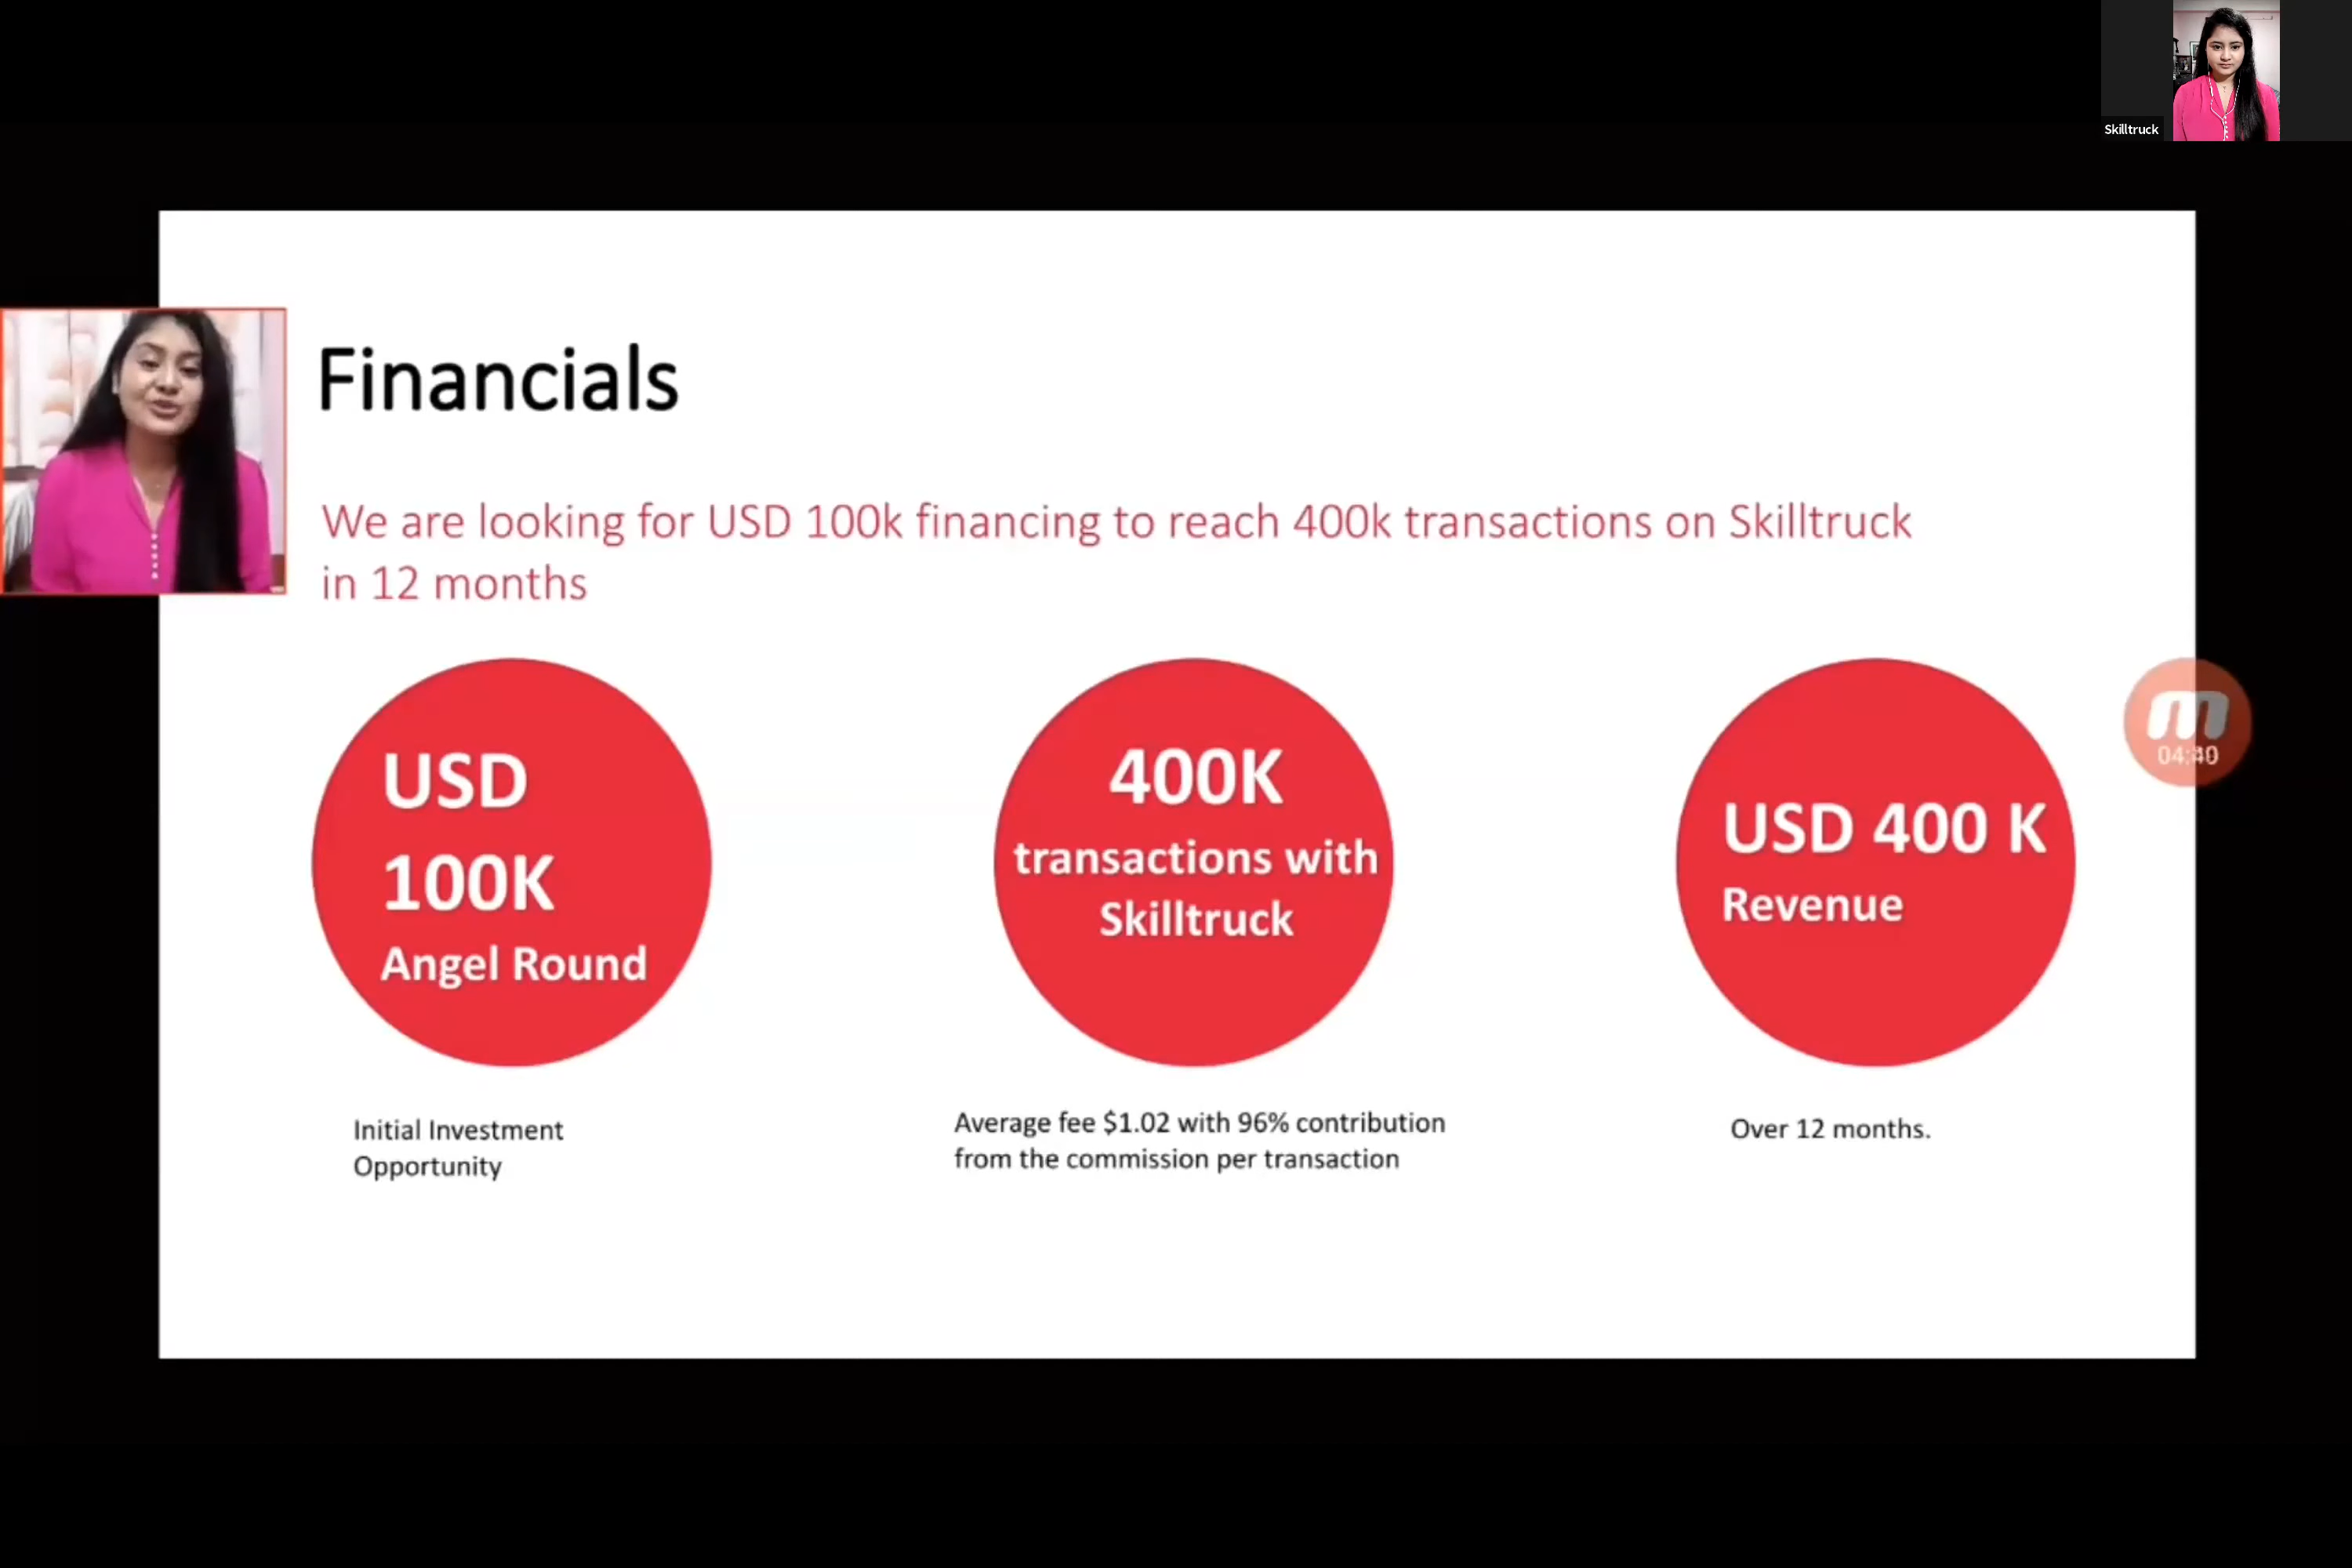 Skilltruck
Financials
We are looking for USD 100k financing to reach 400k transactions on Skilltruck
in 12 months
USD
100K
Angel Round
400K
transactions with
Skilltruck
USD 400 K
Revenue
m
04:40
Initial Investment
Opportunity
Average fee $1.02 with 96% contribution
from the commission per transaction
Over 12 months.